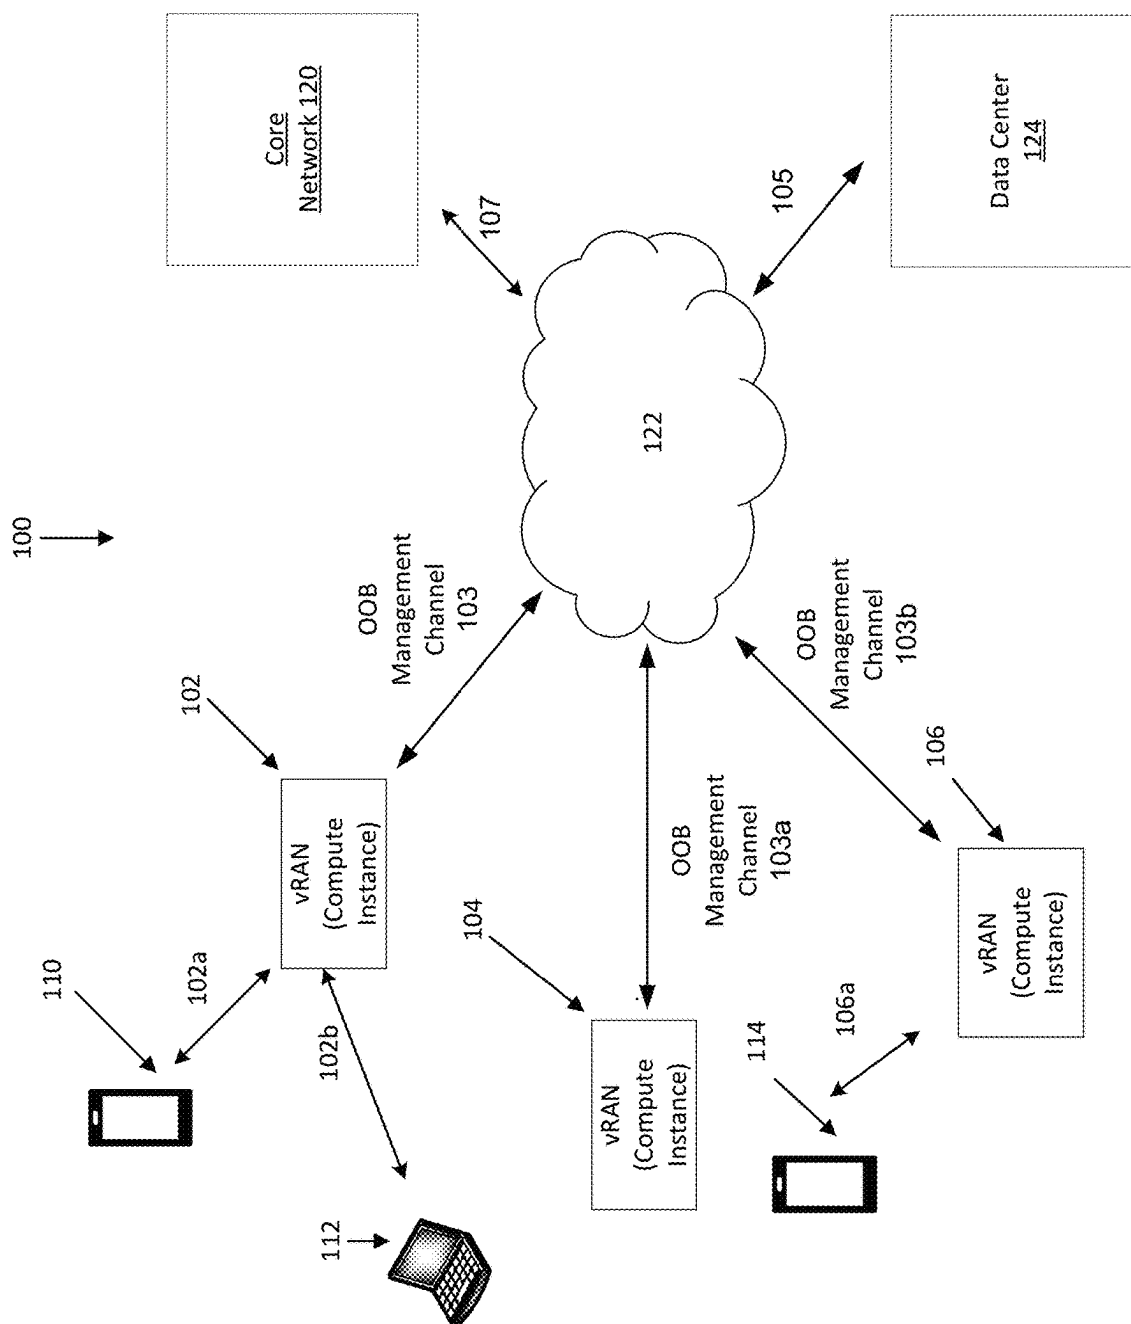 100
110
102a
102b
112
102
vRAN
(Compute
Instance)
OOB
Management
Channel
103
Core
Network 120
107
104
vRAN
(Compute
Instance)
OOB
Management
Channel
103a
122
114
106a
106
vRAN
(Compute
Instance)
OOB
Management
Channel
103b
105
Data Center
124